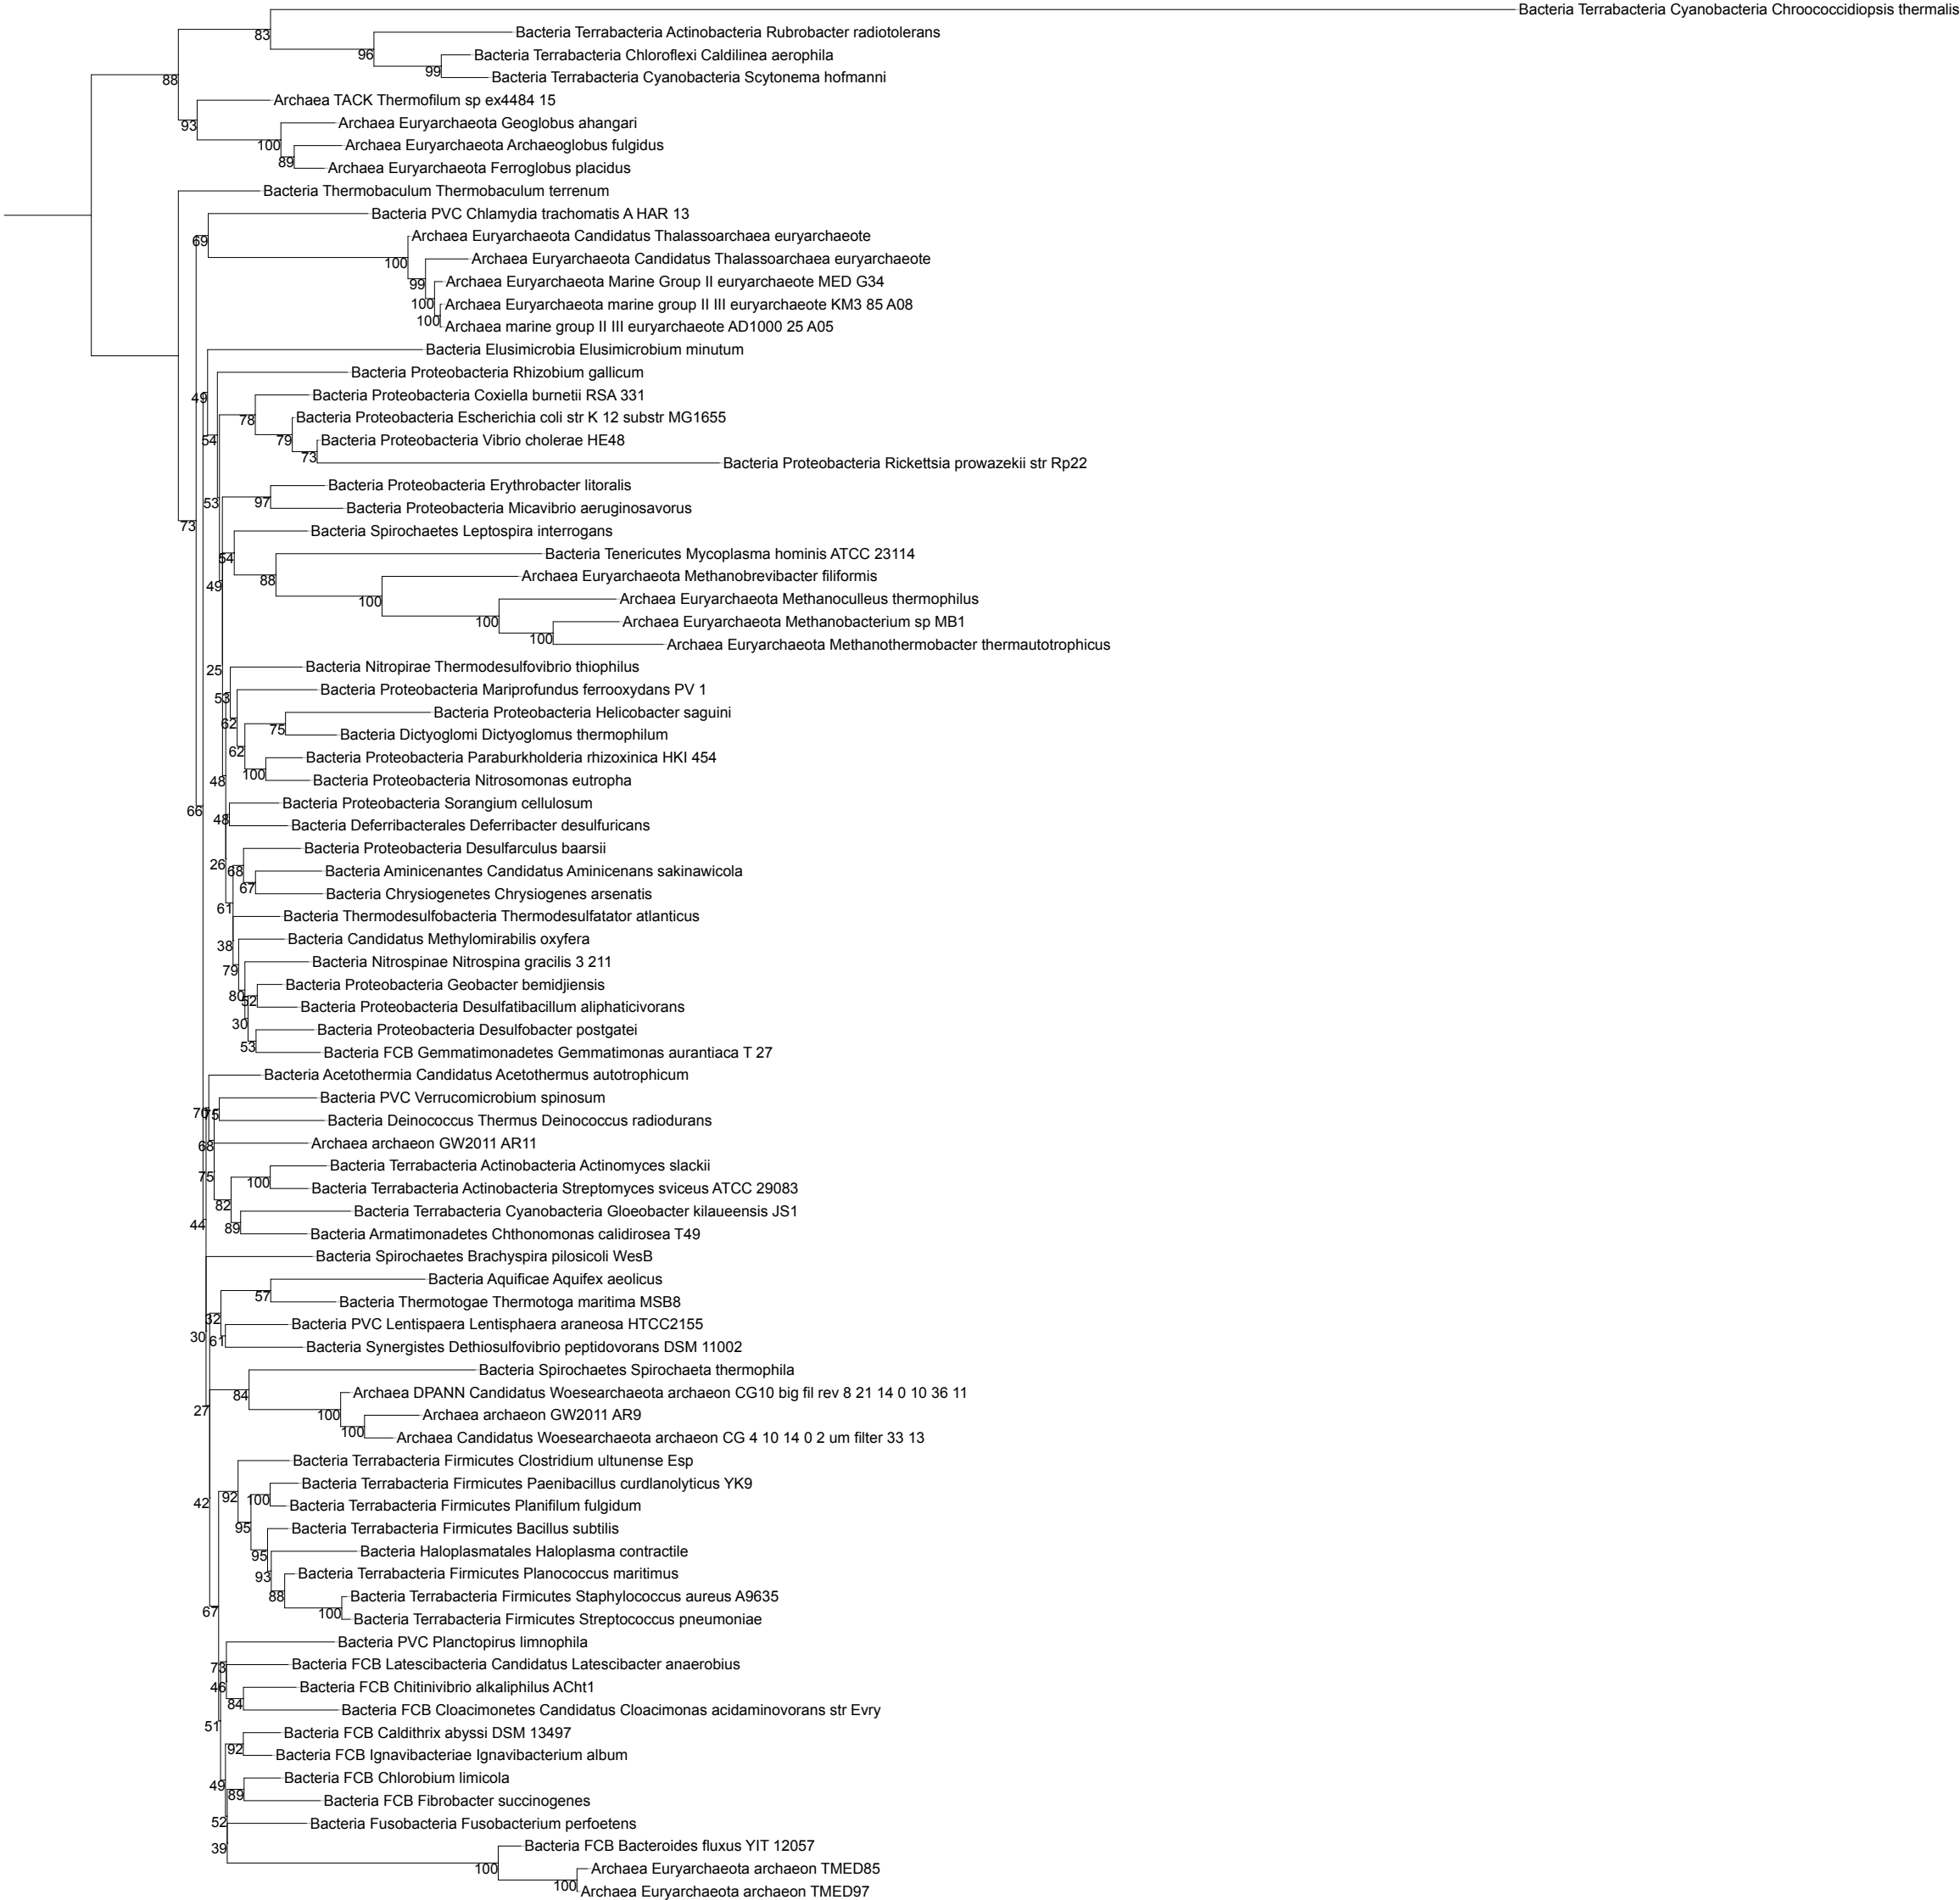 Bacteria Terrabacteria Cyanobacteria Chroococcidiopsis thermalis
83
Bacteria Terrabacteria Actinobacteria Rubrobacter radiotolerans
96
Bacteria Terrabacteria Chloroflexi Caldilinea aerophila
99
Bacteria Terrabacteria Cyanobacteria Scytonema hofmanni
88
Archaea TACK Thermofilum sp ex4484 15
93
Archaea Euryarchaeota Geoglobus ahangari
100
Archaea Euryarchaeota Archaeoglobus fulgidus
89
Archaea Euryarchaeota Ferroglobus placidus
Bacteria Thermobaculum Thermobaculum terrenum
Bacteria PVC Chlamydia trachomatis A HAR 13
69
Archaea Euryarchaeota Candidatus Thalassoarchaea euryarchaeote
100
Archaea Euryarchaeota Candidatus Thalassoarchaea euryarchaeote
99
Archaea Euryarchaeota Marine Group II euryarchaeote MED G34
100
Archaea Euryarchaeota marine group II III euryarchaeote KM3 85 A08
100
Archaea marine group II III euryarchaeote AD1000 25 A05
Bacteria Elusimicrobia Elusimicrobium minutum
Bacteria Proteobacteria Rhizobium gallicum
49
Bacteria Proteobacteria Coxiella burnetii RSA 331
78
Bacteria Proteobacteria Escherichia coli str K 12 substr MG1655
54
79
Bacteria Proteobacteria Vibrio cholerae HE48
73
Bacteria Proteobacteria Rickettsia prowazekii str Rp22
Bacteria Proteobacteria Erythrobacter litoralis
53
97
Bacteria Proteobacteria Micavibrio aeruginosavorus
73
Bacteria Spirochaetes Leptospira interrogans
54
Bacteria Tenericutes Mycoplasma hominis ATCC 23114
88
Archaea Euryarchaeota Methanobrevibacter filiformis
49
100
Archaea Euryarchaeota Methanoculleus thermophilus
100
Archaea Euryarchaeota Methanobacterium sp MB1
100
Archaea Euryarchaeota Methanothermobacter thermautotrophicus
25
Bacteria Nitropirae Thermodesulfovibrio thiophilus
53
Bacteria Proteobacteria Mariprofundus ferrooxydans PV 1
62
Bacteria Proteobacteria Helicobacter saguini
75
Bacteria Dictyoglomi Dictyoglomus thermophilum
62
Bacteria Proteobacteria Paraburkholderia rhizoxinica HKI 454
100
48
Bacteria Proteobacteria Nitrosomonas eutropha
66
Bacteria Proteobacteria Sorangium cellulosum
48
Bacteria Deferribacterales Deferribacter desulfuricans
Bacteria Proteobacteria Desulfarculus baarsii
26
68
Bacteria Aminicenantes Candidatus Aminicenans sakinawicola
67
Bacteria Chrysiogenetes Chrysiogenes arsenatis
61
Bacteria Thermodesulfobacteria Thermodesulfatator atlanticus
38
Bacteria Candidatus Methylomirabilis oxyfera
79
Bacteria Nitrospinae Nitrospina gracilis 3 211
Bacteria Proteobacteria Geobacter bemidjiensis
80
52
Bacteria Proteobacteria Desulfatibacillum aliphaticivorans
30
Bacteria Proteobacteria Desulfobacter postgatei
53
Bacteria FCB Gemmatimonadetes Gemmatimonas aurantiaca T 27
Bacteria Acetothermia Candidatus Acetothermus autotrophicum
Bacteria PVC Verrucomicrobium spinosum
70
75
Bacteria Deinococcus Thermus Deinococcus radiodurans
68
Archaea archaeon GW2011 AR11
Bacteria Terrabacteria Actinobacteria Actinomyces slackii
75
100
Bacteria Terrabacteria Actinobacteria Streptomyces sviceus ATCC 29083
82
Bacteria Terrabacteria Cyanobacteria Gloeobacter kilaueensis JS1
44
89
Bacteria Armatimonadetes Chthonomonas calidirosea T49
Bacteria Spirochaetes Brachyspira pilosicoli WesB
Bacteria Aquificae Aquifex aeolicus
57
Bacteria Thermotogae Thermotoga maritima MSB8
32
Bacteria PVC Lentispaera Lentisphaera araneosa HTCC2155
30
61
Bacteria Synergistes Dethiosulfovibrio peptidovorans DSM 11002
Bacteria Spirochaetes Spirochaeta thermophila
84
Archaea DPANN Candidatus Woesearchaeota archaeon CG10 big fil rev 8 21 14 0 10 36 11
27
100
Archaea archaeon GW2011 AR9
100
Archaea Candidatus Woesearchaeota archaeon CG 4 10 14 0 2 um filter 33 13
Bacteria Terrabacteria Firmicutes Clostridium ultunense Esp
Bacteria Terrabacteria Firmicutes Paenibacillus curdlanolyticus YK9
42
92
100
Bacteria Terrabacteria Firmicutes Planifilum fulgidum
95
Bacteria Terrabacteria Firmicutes Bacillus subtilis
95
Bacteria Haloplasmatales Haloplasma contractile
93
Bacteria Terrabacteria Firmicutes Planococcus maritimus
88
Bacteria Terrabacteria Firmicutes Staphylococcus aureus A9635
67
100
Bacteria Terrabacteria Firmicutes Streptococcus pneumoniae
Bacteria PVC Planctopirus limnophila
73
Bacteria FCB Latescibacteria Candidatus Latescibacter anaerobius
46
Bacteria FCB Chitinivibrio alkaliphilus ACht1
84
Bacteria FCB Cloacimonetes Candidatus Cloacimonas acidaminovorans str Evry
51
Bacteria FCB Caldithrix abyssi DSM 13497
92
Bacteria FCB Ignavibacteriae Ignavibacterium album
49
Bacteria FCB Chlorobium limicola
89
Bacteria FCB Fibrobacter succinogenes
52
Bacteria Fusobacteria Fusobacterium perfoetens
39
Bacteria FCB Bacteroides fluxus YIT 12057
100
Archaea Euryarchaeota archaeon TMED85
100
Archaea Euryarchaeota archaeon TMED97